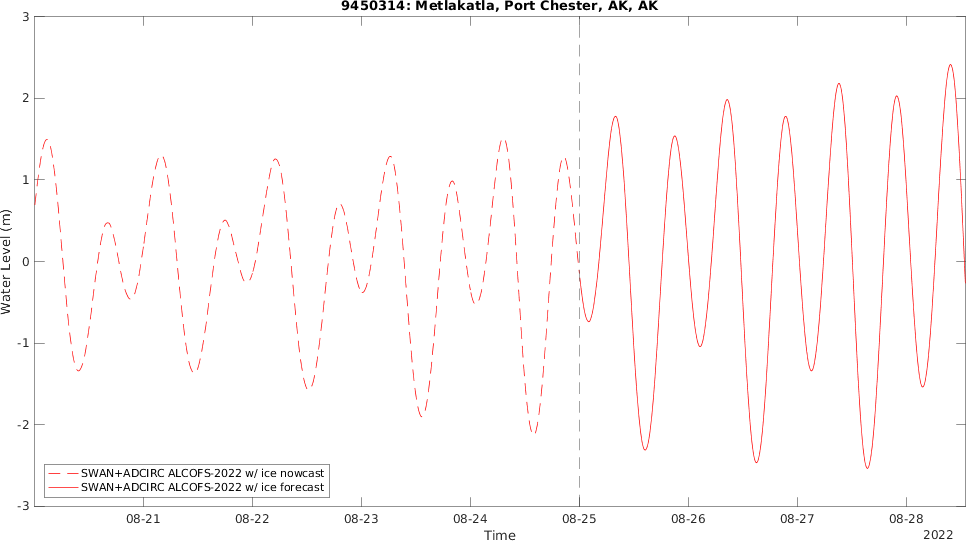 9450314: Metlakatla, Port Chester, AK, AK
3
2
1
0
-1
-2
-3
Water Level (m)
SWAN+ADCIRC ALCOFS-2022 w/ ice nowcast
SWAN+ADCIRC ALCOFS-2022 w/ ice forecast
08-21 08-22 08-23 08-24 08-25 08-26 08-27 08-28
Time
2022